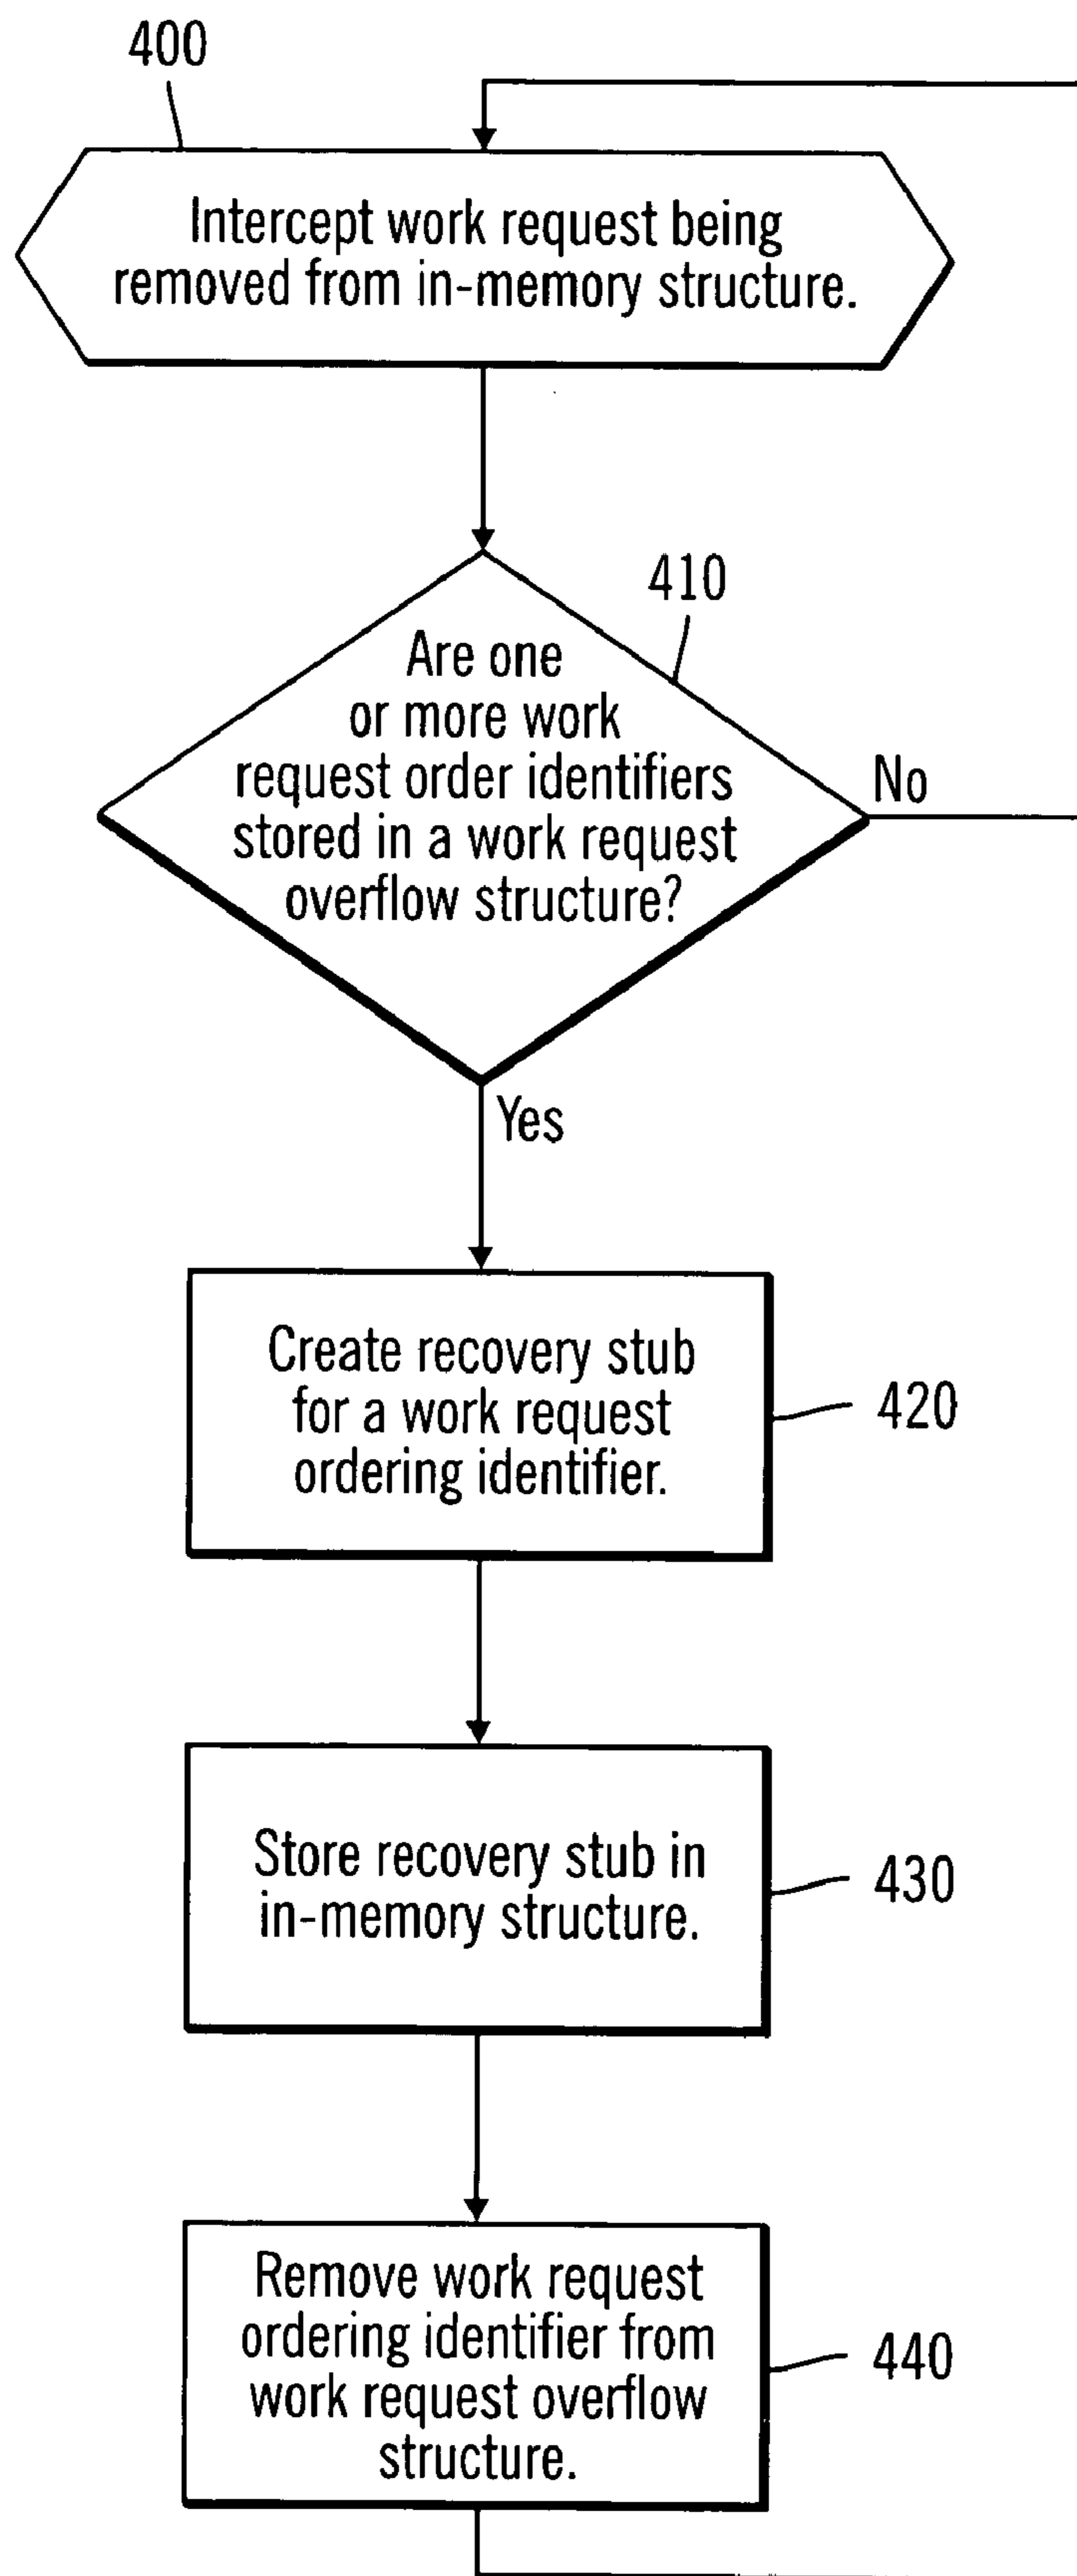 400
Intercept work request being
removed from in-memory structure.
410
Are one
or more work
request order identifiers
stored in a work request
overflow structure?
No
Yes
Create recovery stub
for a work request
ordering identifier.
420
Store recovery stub in
in-memory structure.
430
Remove work request
ordering identifier from
work request overflow
structure.
440